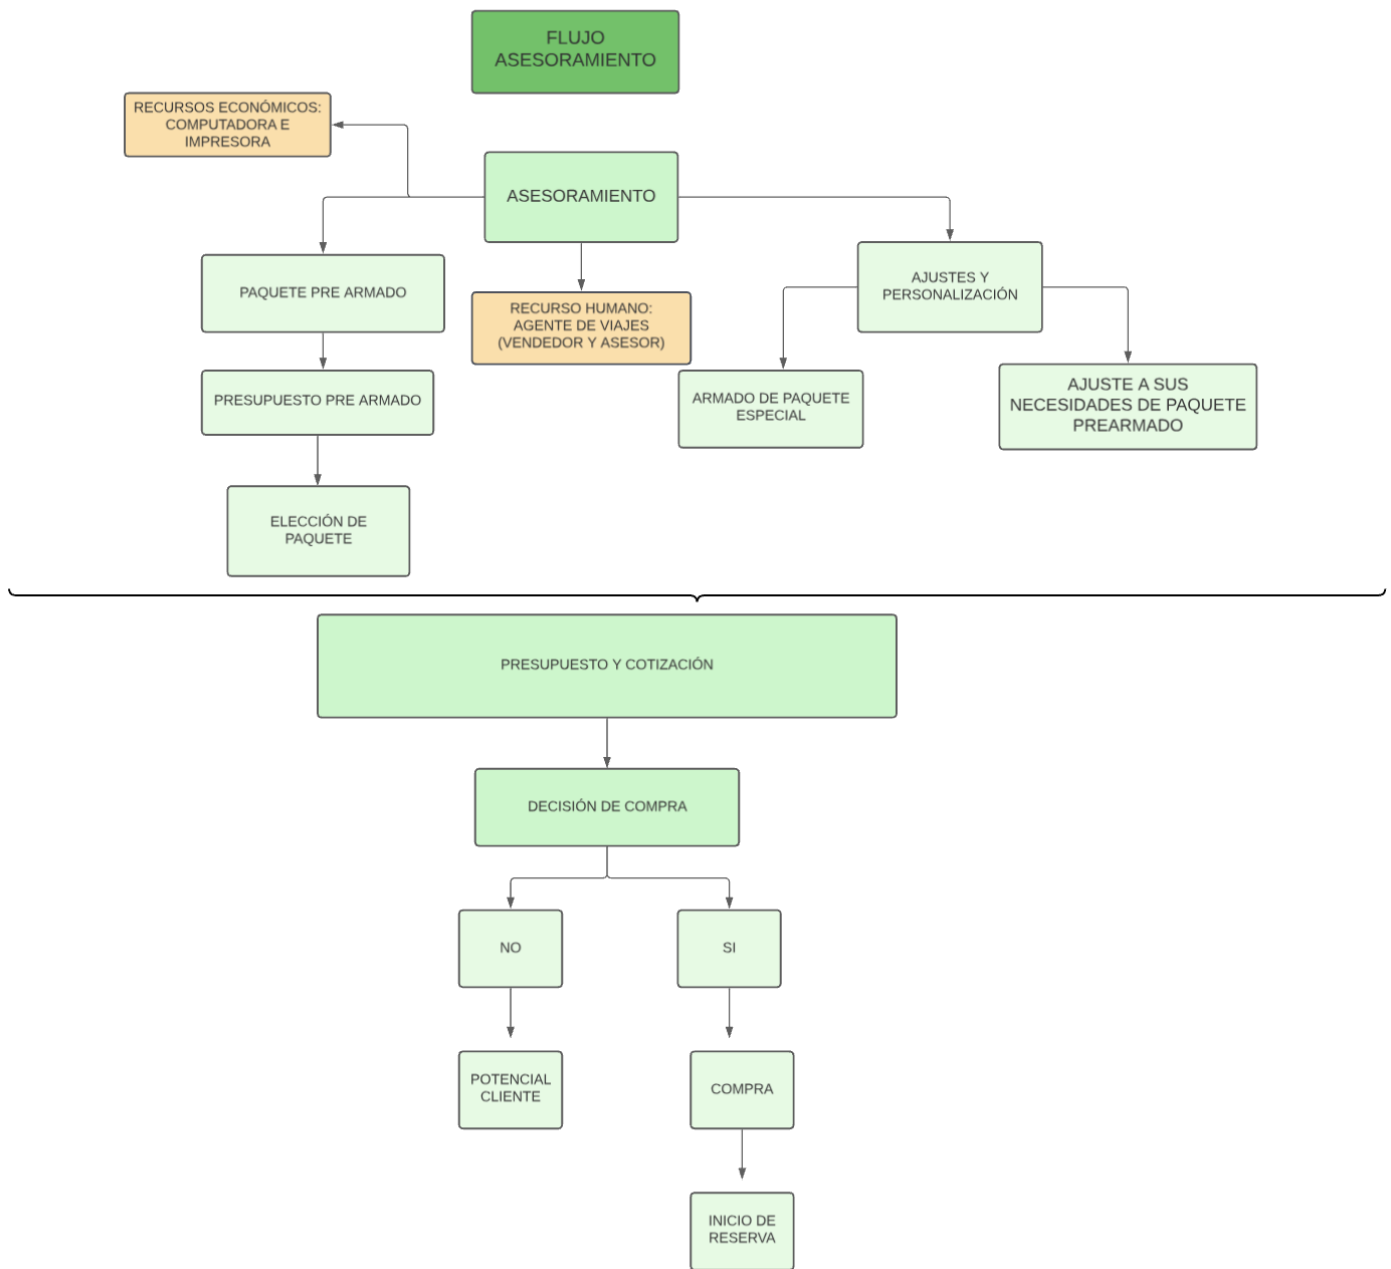 FLUJO
ASESORAMIENTO
RECURSOS ECONÓMICOS:
COMPUTADORA E
IMPRESORA
ASESORAMIENTO
PAQUETE PRE ARMADO
RECURSO HUMANO:
AGENTE DE VIAJES
(VENDEDOR Y ASESOR)
AJUSTES Y
PERSONALIZACIÓN
PRESUPUESTO PRE ARMADO
ARMADO DE PAQUETE
ESPECIAL
AJUSTE A SUS
NECESIDADES DE PAQUETE
PREARMADO
ELECCIÓN DE
PAQUETE
PRESUPUESTO Y COTIZACIÓN
DECISIÓN DE COMPRA
NO
SI
POTENCIAL
CLIENTE
COMPRA
INICIO DE
RESERVA